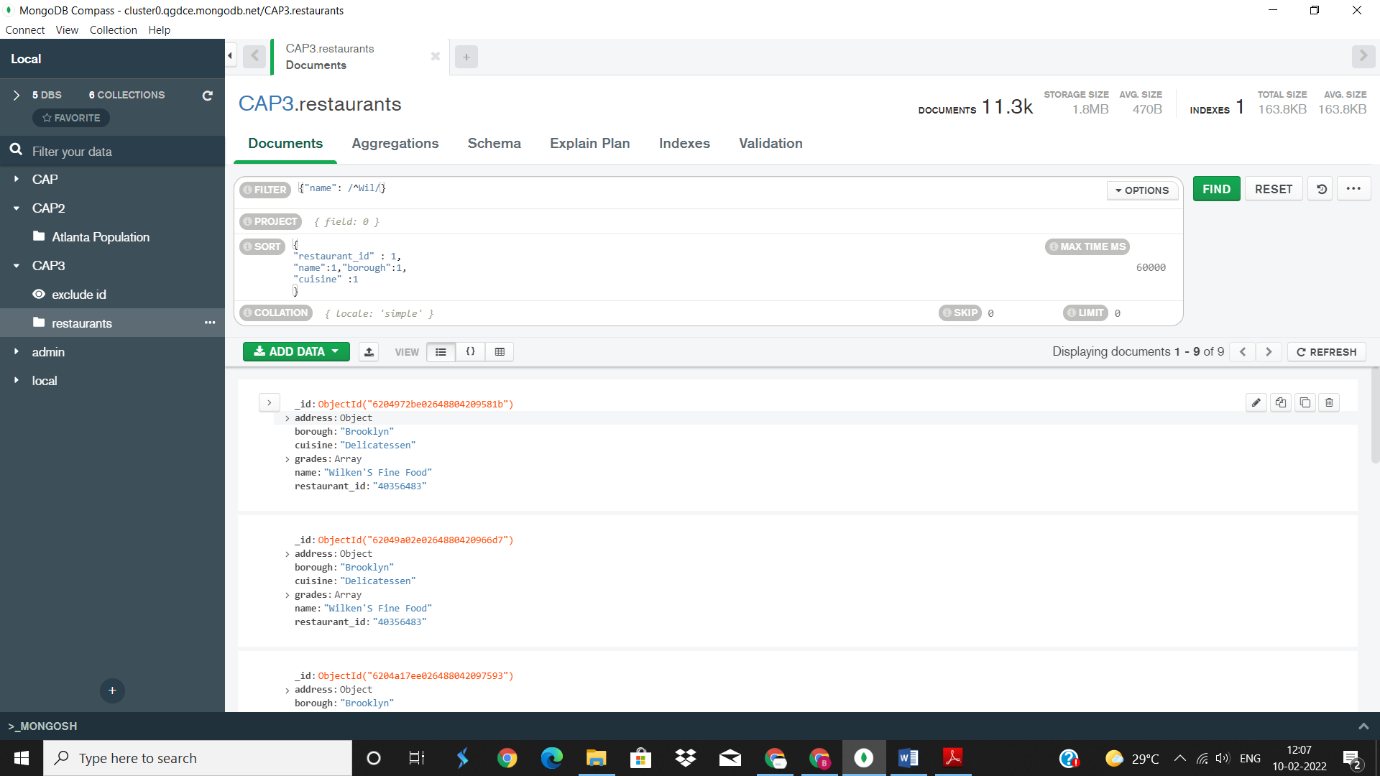 MongoDB Compass - cluster0.qgdce.mongodb.net/CAP3.restaurants
Connect View Collection Help
Local
5 DBS 6 COLLECTIONS
FAVORITE
Filter your data
CAP
CAP2
Atlanta Population
CAP3
exclude id
restaurants
admin
local
CAP3.restaurants
Documents
CAP3.restaurants
DOCUMENTS 11.3k STORAGE SIZE 1.8MB AVG. SIZE 470B INDEXES 1 TOTAL SIZE 163.8KB AVG. SIZE 163.8KB
Documents Aggregations Schema Explain Plan Indexes Validation
FILTER {"name": /^Wil/} OPTIONS FIND RESET
PROJECT { field: 0 }
SORT { MAX TIME MS
"restaurant_id" : 1,
"name":1,"borough":1, 60000
"cuisine" :1
}
COLLATION { locale: 'simple' } SKIP 0 LIMIT 0
ADD DATA VIEW {} Displaying documents 1 - 9 of 9 REFRESH
_id:ObjectId("6204972be02648804209581b")
address:Object
borough:"Brooklyn"
cuisine:"Delicatessen"
grades:Array
name:"Wilken'S Fine Food"
restaurant_id:"40356483"
_id:ObjectId("62049a02e0264880420966d7")
address:Object
borough:"Brooklyn"
cuisine:"Delicatessen"
grades:Array
name:"Wilken'S Fine Food"
restaurant_id:"40356483"
_id:ObjectId("6204a17ee026488042097593")
address:Object
borough:"Brooklyn"
>_MONGOSH
Type here to search
29°C ENG 12:07
10-02-2022 2